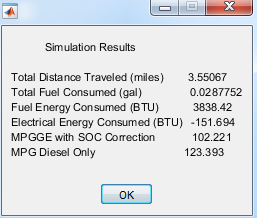 Simulation Results
Total Distance Traveled (miles) 3.55067
Total Fuel Consumed (gal) 0.0287752
Fuel Energy Consumed (BTU) 3838.42
Electrical Energy Consumed (BTU) -151.694
MPGGE with SOC Correction 102.221
MPG Diesel Only 123.393
OK